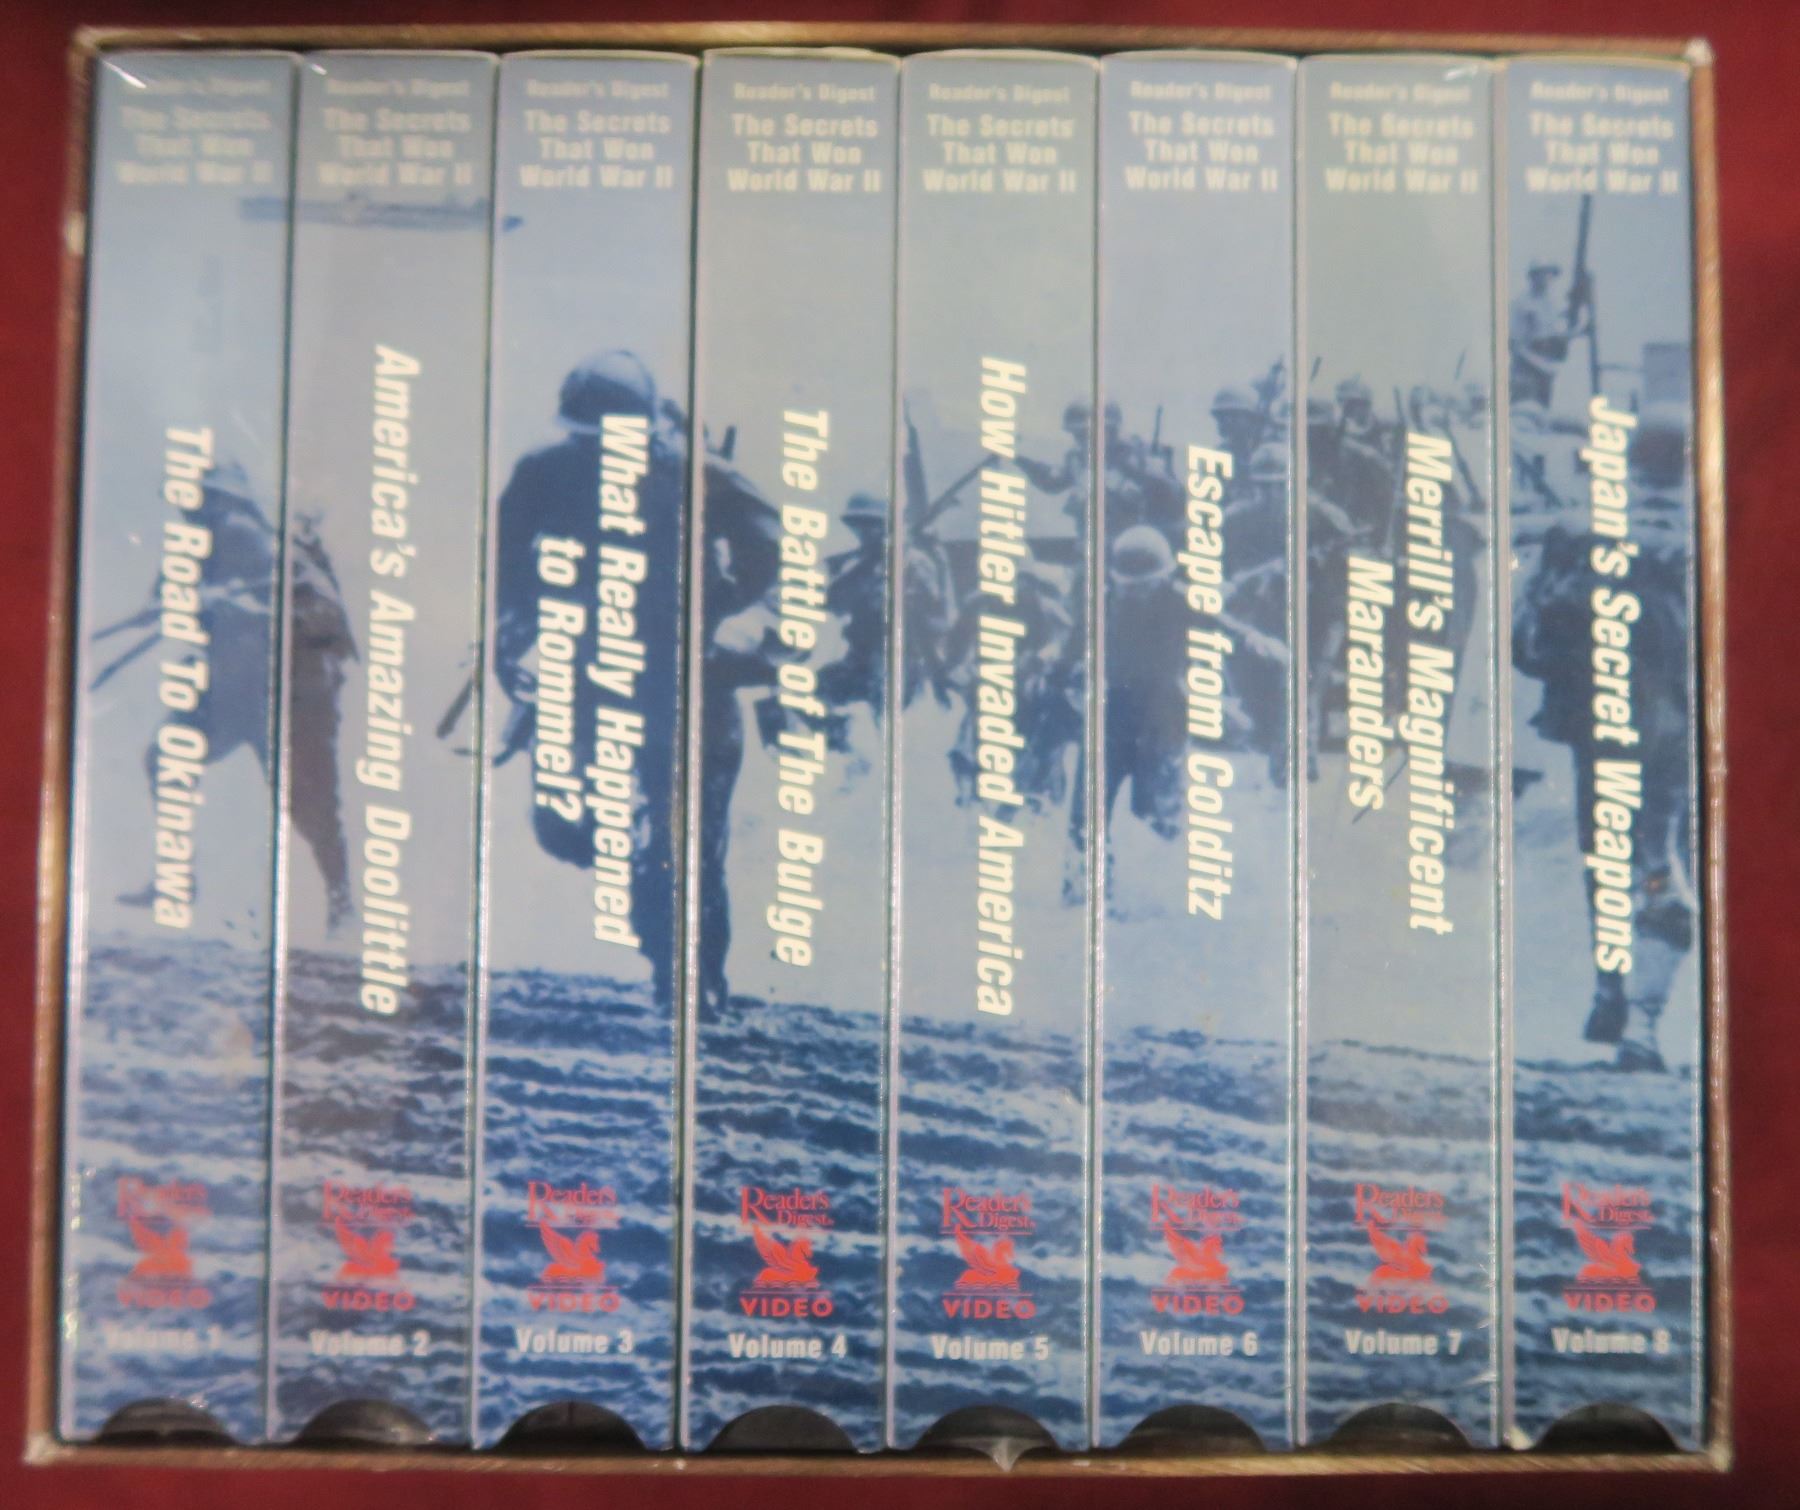 Reader's Digest
The Secrets
That Won
World War II
The Road To Okinawa
Reader's
Digest
VIDEO
Volume 1
Reader's Digest
The Secrets
That Won
World War II
America's Amazing Doolittle
Reader's
Digest
VIDEO
Volume 2
Reader's Digest
The Secrets
That Won
World War II
What Really Happened
to Rommel?
Reader's
Digest
VIDEO
Volume 3
Reader's Digest
The Secrets
That Won
World War II
The Battle of The Bulge
Reader's
Digest
VIDEO
Volume 4
Reader's Digest
The Secrets
That Won
World War II
How Hitler Invaded America
Reader's
Digest
VIDEO
Volume 5
Reader's Digest
The Secrets
That Won
World War II
Escape from Colditz
Reader's
Digest
VIDEO
Volume 6
Reader's Digest
The Secrets
That Won
World War II
Merrill's Magnificent
Marauders
Reader's
Digest
VIDEO
Volume 7
Reader's Digest
The Secrets
That Won
World War II
Japan's Secret Weapons
Reader's
Digest
VIDEO
Volume 8